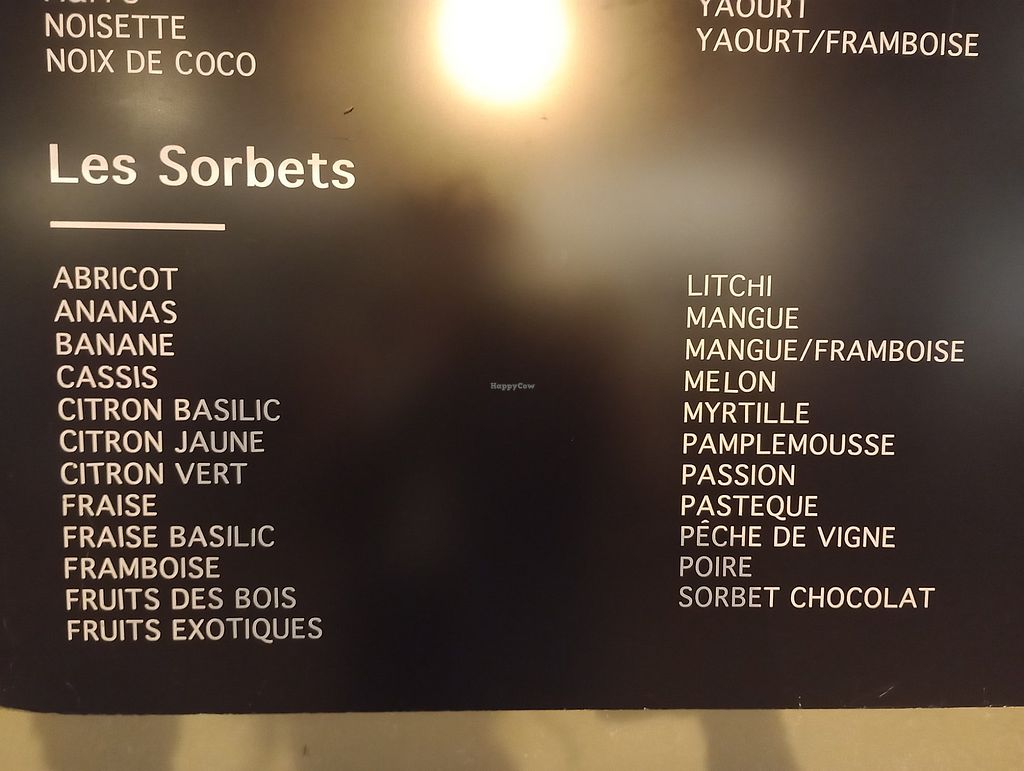 NOISETTE
NOIX DE COCO
YAOURT
YAOURT/FRAMBOISE
Les Sorbets
ABRICOT
ANANAS
BANANE
CASSIS
CITRON BASILIC
CITRON JAUNE
CITRON VERT
FRAISE
FRAISE BASILIC
FRAMBOISE
FRUITS DES BOIS
FRUITS EXOTIQUES
LITCHI
MANGUE
MANGUE/FRAMBOISE
MELON
MYRTILLE
PAMPLEMOUSSE
PASSION
PASTEQUE
PÊCHE DE VIGNE
POIRE
SORBET CHOCOLAT
HappyCow